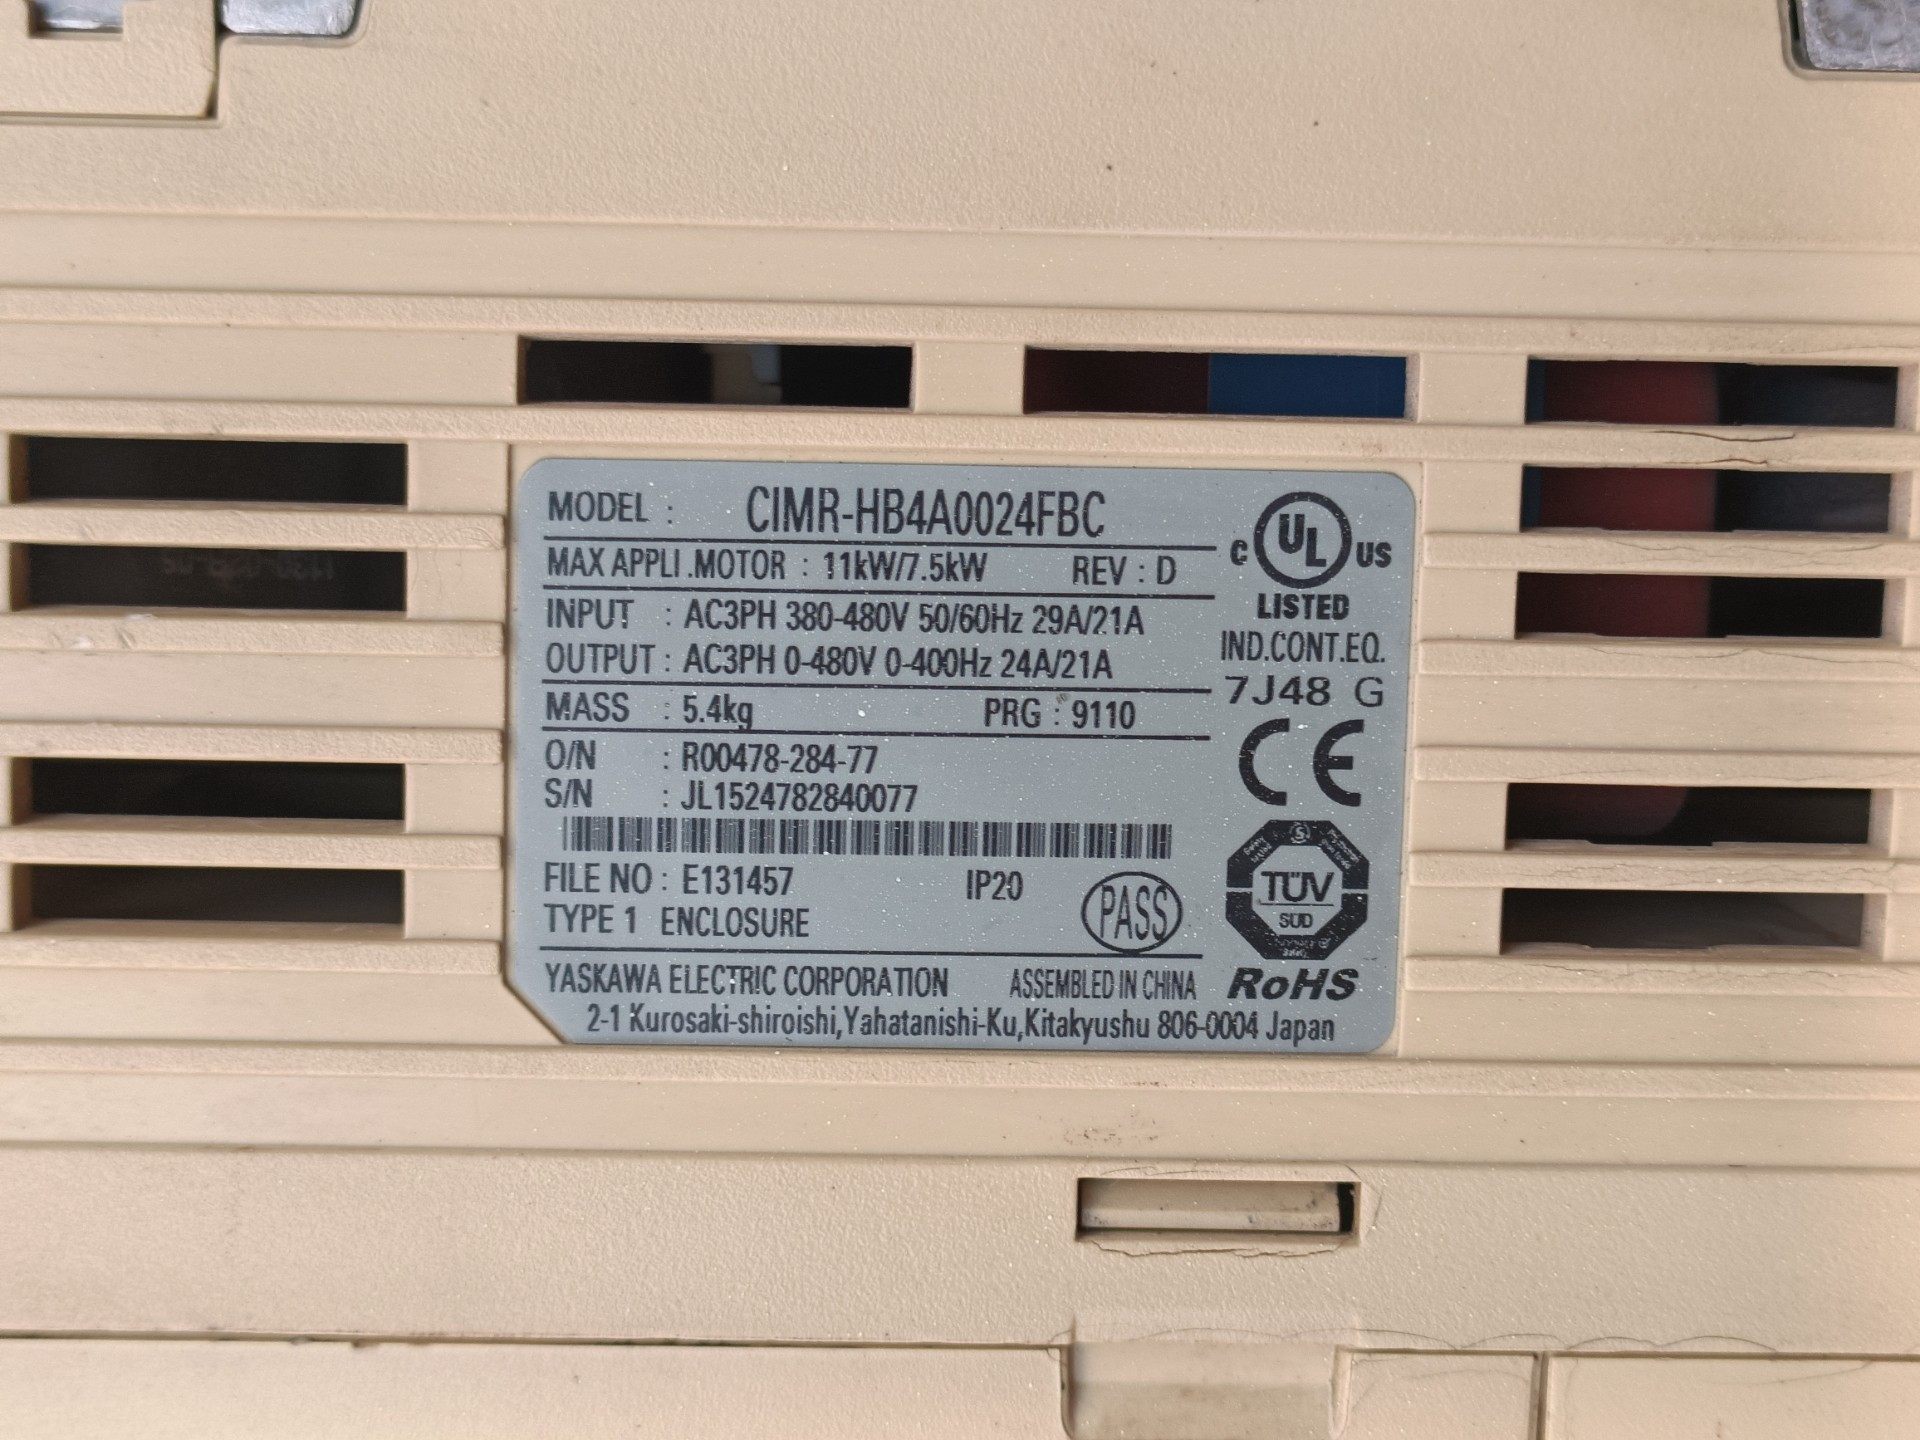 MODEL : CIMR-HB4A0024FBC
MAX APPLI.MOTOR : 11kW/7.5kW REV : D
INPUT : AC3PH 380-480V 50/60Hz 29A/21A
OUTPUT : AC3PH 0-480V 0-400Hz 24A/21A
MASS : 5.4kg PRG : 9110
O/N : R00478-284-77
S/N : JL1524782840077
FILE NO : E131457 IP20
TYPE 1 ENCLOSURE
PASS
C UL US
LISTED
IND.CONT.EQ.
7J48 G
CE
TÜV
SÜD
RoHS
YASKAWA ELECTRIC CORPORATION ASSEMBLED IN CHINA
2-1 Kurosaki-shiroishi,Yahatanishi-Ku,Kitakyushu 806-0004 Japan